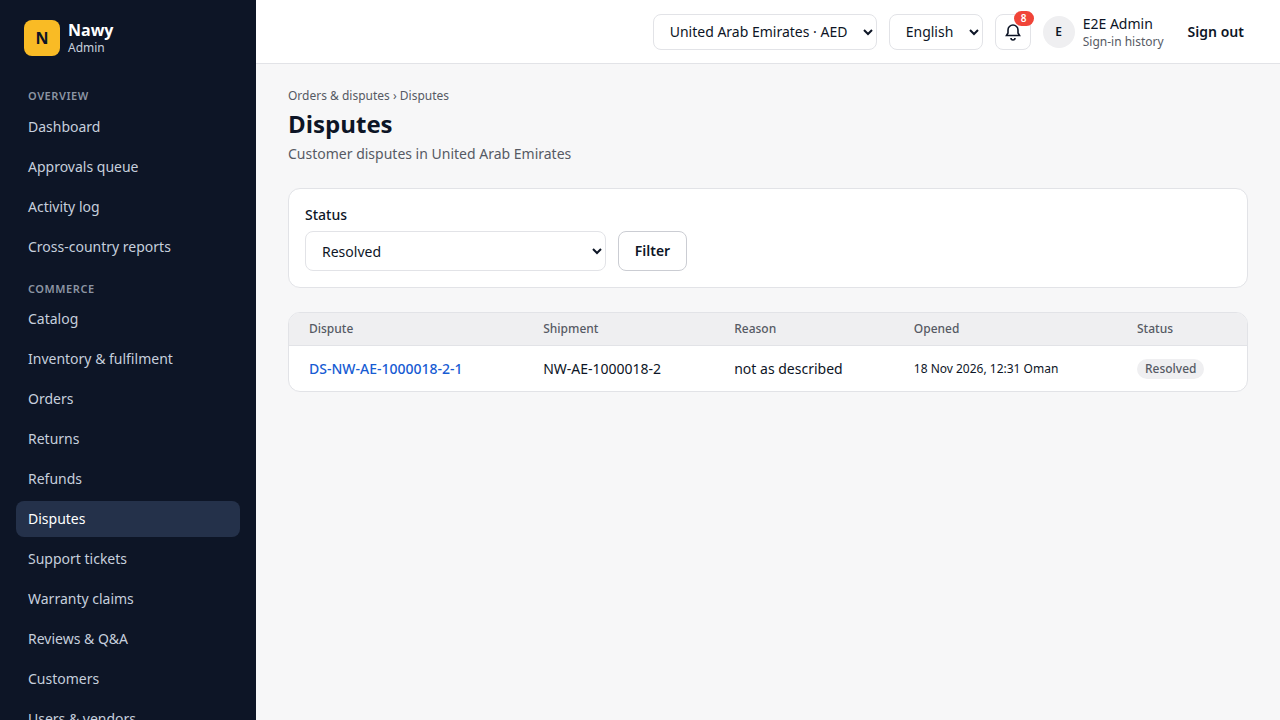 N
Nawy
Admin
United Arab Emirates · AED
English
8
E
E2E Admin
Sign-in history
Sign out
OVERVIEW
Dashboard
Approvals queue
Activity log
Cross-country reports
COMMERCE
Catalog
Inventory & fulfilment
Orders
Returns
Refunds
Disputes
Support tickets
Warranty claims
Reviews & Q&A
Customers
Users & vendors
Orders & disputes › Disputes
Disputes
Customer disputes in United Arab Emirates
Status
Resolved
Filter
Dispute Shipment Reason Opened Status
DS-NW-AE-1000018-2-1 NW-AE-1000018-2 not as described 18 Nov 2026, 12:31 Oman Resolved